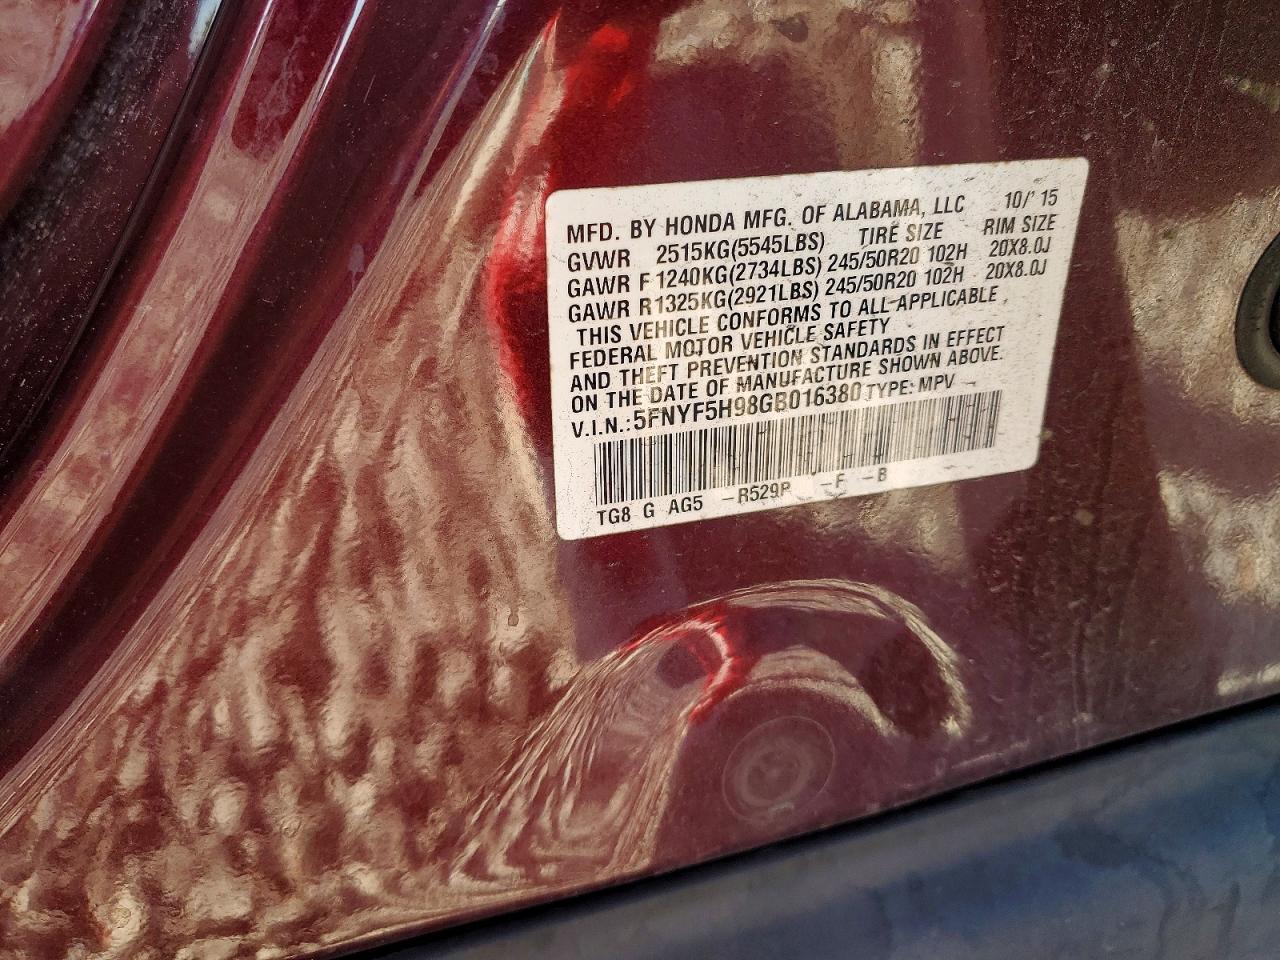 MFD. BY HONDA MFG. OF ALABAMA, LLC 10/'15
GVWR 2515KG(5545LBS) TIRE SIZE RIM SIZE
GAWR F 1240KG(2734LBS) 245/50R20 102H 20X8.0J
GAWR R1325KG(2921LBS) 245/50R20 102H 20X8.0J
THIS VEHICLE CONFORMS TO ALL APPLICABLE
FEDERAL MOTOR VEHICLE SAFETY
AND THEFT PREVENTION STANDARDS IN EFFECT
ON THE DATE OF MANUFACTURE SHOWN ABOVE.
V.I.N.:5FNYF5H98GB016380 TYPE: MPV
TG8 G AG5 -R529P -F -B